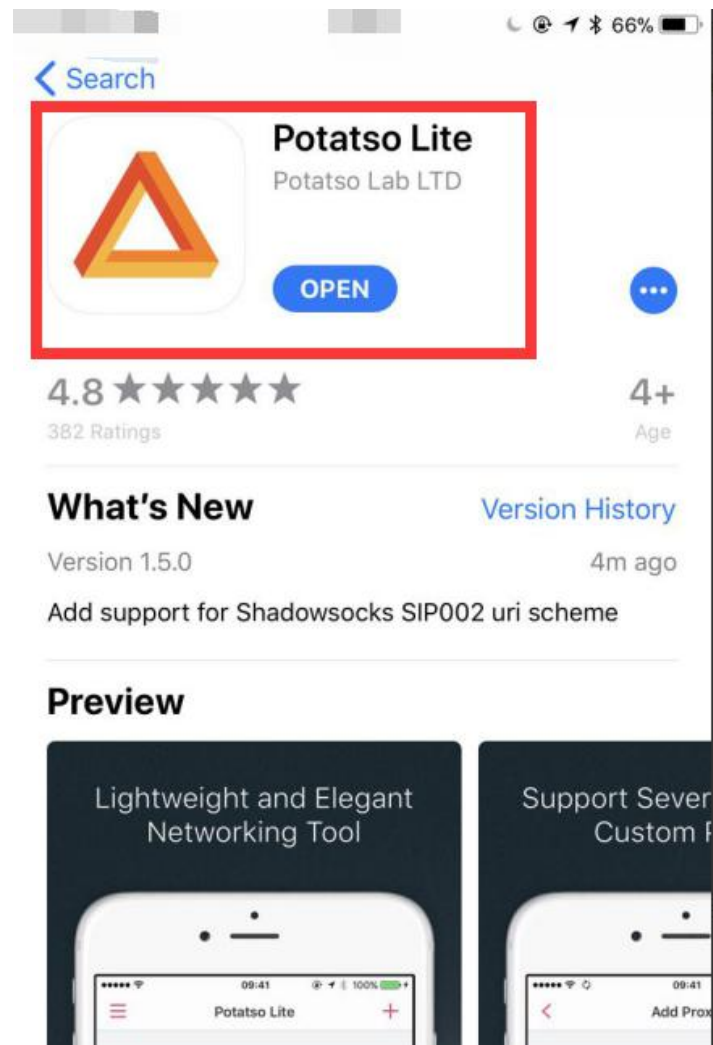 66%
Search
Potatso Lite
Potatso Lab LTD
OPEN
4.8
4+
382 Ratings
Age
What's New
Version History
Version 1.5.0
4m ago
Add support for Shadowsocks SIP002 uri scheme
Preview
Lightweight and Elegant
Networking Tool
Support Sever
Custom
09:41
100%
Potatso Lite
09:41
Add Prox